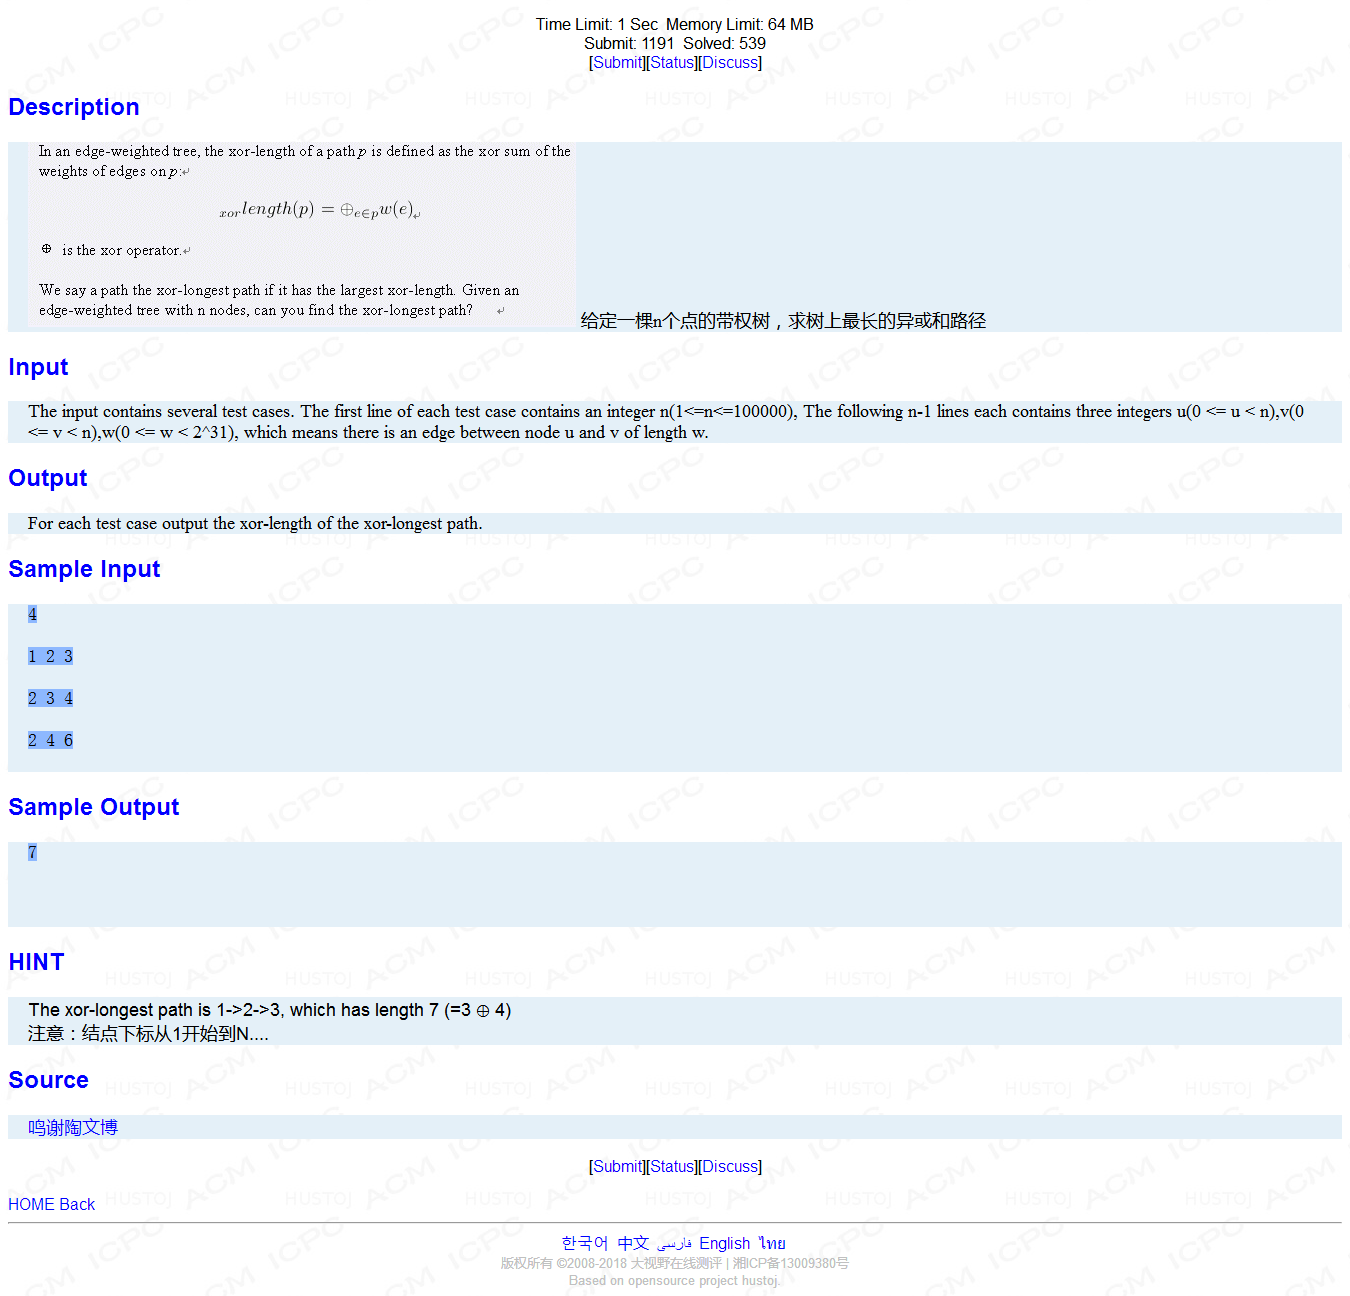 Time Limit: 1 Sec  Memory Limit: 64 MB
Submit: 1191  Solved: 539
[Submit][Status][Discuss]
Description
In an edge-weighted tree, the xor-length of a path p is defined as the xor sum of the
weights of edges on p:↵
xorlength(p) = ⊕e∈pw(e)↵
⊕ is the xor operator.↵
We say a path the xor-longest path if it has the largest xor-length. Given an
edge-weighted tree with n nodes, can you find the xor-longest path? ↵
给定一棵n个点的带权树，求树上最长的异或和路径
Input
The input contains several test cases. The first line of each test case contains an integer n(1<=n<=100000), The following n-1 lines each contains three integers u(0 <= u < n),v(0
<= v < n),w(0 <= w < 2^31), which means there is an edge between node u and v of length w.
Output
For each test case output the xor-length of the xor-longest path.
Sample Input
4
1 2 3
2 3 4
2 4 6
Sample Output
7
HINT
The xor-longest path is 1->2->3, which has length 7 (=3 ⊕ 4)
注意：结点下标从1开始到N....
Source
鸣谢陶文博
[Submit][Status][Discuss]
HOME Back
한국어 中文 فارسی English ไทย
版权所有 ©2008-2018 大视野在线测评 | 湘ICP备13009380号
Based on opensource project hustoj.